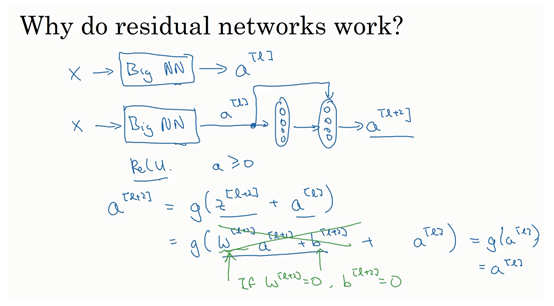 Why do residual networks work?
X → Big NN → a^[l]
X → Big NN a^[l] → a^[l+2]
ReLU. a ≥ 0
a^[l+2] = g(z^[l+2] + a^[l])
= g(W^[l+2] a^[l+1] + b^[l+2] + a^[l]) = g(a^[l])
= a^[l]
If W^[l+2] = 0, b^[l+2] = 0